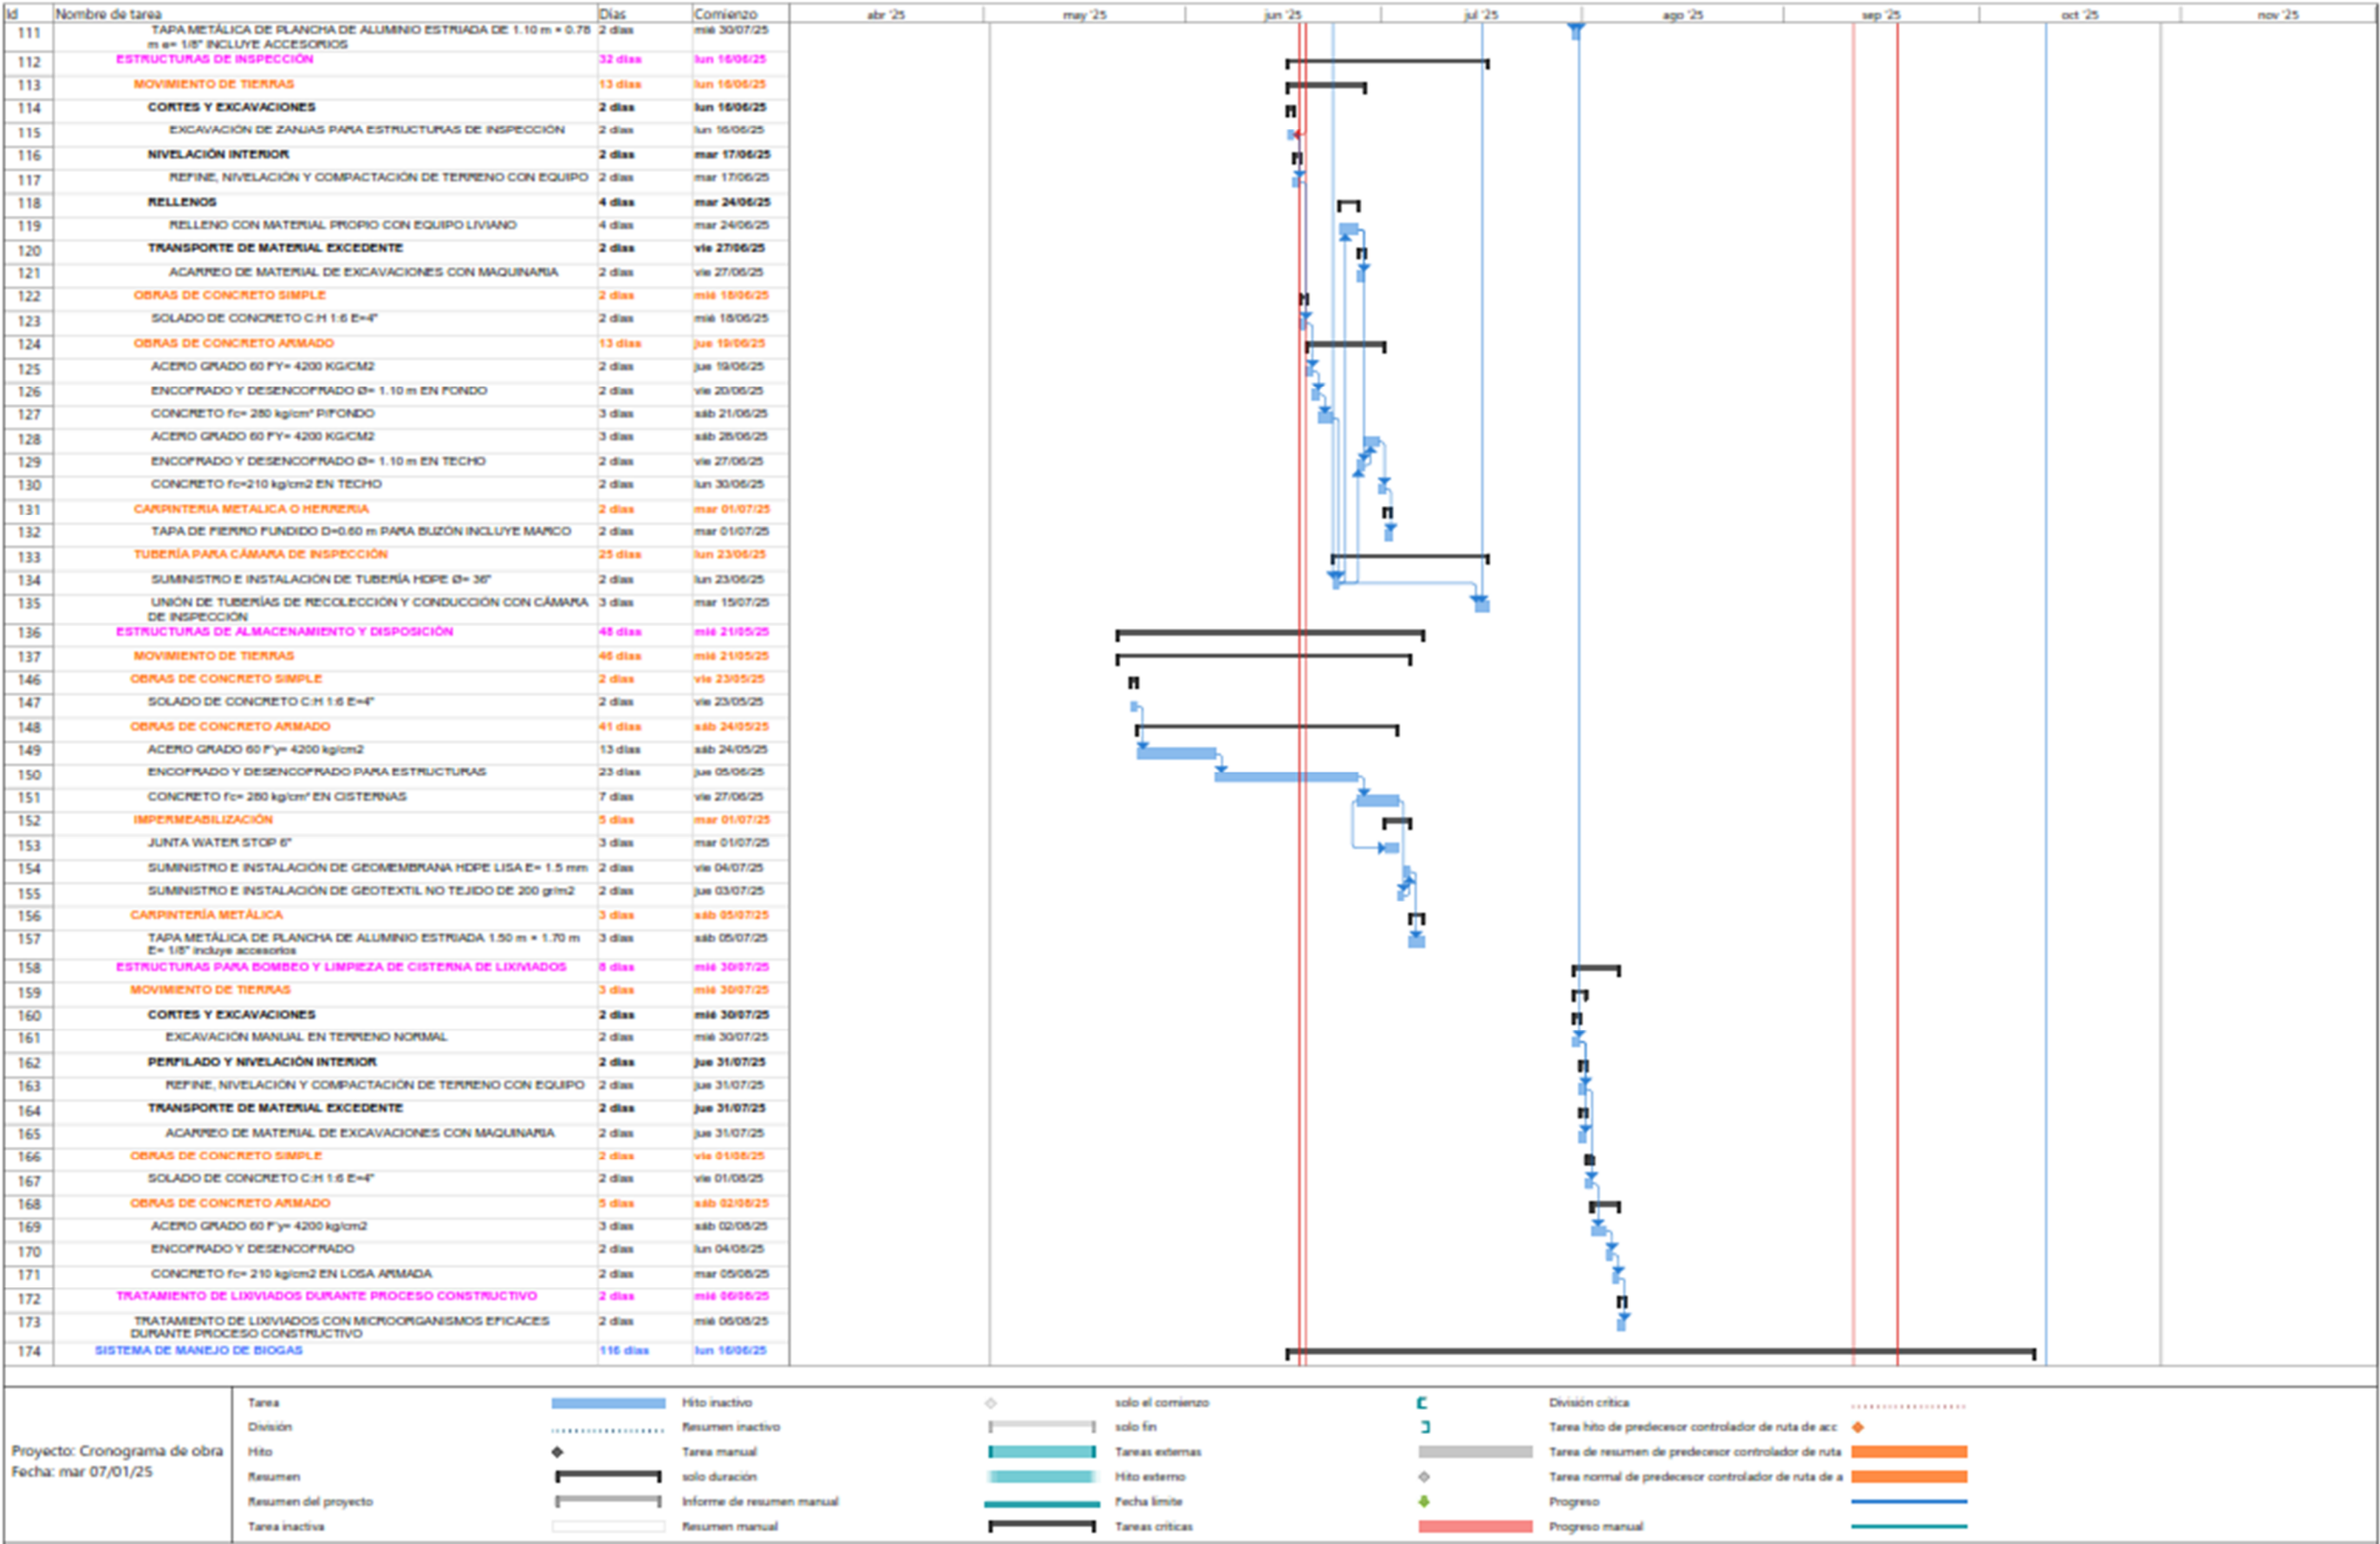 Id Nombre de tarea Días Comienzo abr '25 may '25 jun '25 jul '25 ago '25 sep '25 oct '25 nov '25
111 TAPA METÁLICA DE PLANCHA DE ALUMINIO ESTRIADA DE 1.10 m × 0.78 2 días mié 30/07/25
m e= 1/8" INCLUYE ACCESORIOS
112 ESTRUCTURAS DE INSPECCIÓN 32 días lun 16/06/25
113 MOVIMIENTO DE TIERRAS 13 días lun 16/06/25
114 CORTES Y EXCAVACIONES 2 días lun 16/06/25
115 EXCAVACIÓN DE ZANJAS PARA ESTRUCTURAS DE INSPECCIÓN 2 días lun 16/06/25
116 NIVELACIÓN INTERIOR 2 días mar 17/06/25
117 REFINE, NIVELACIÓN Y COMPACTACIÓN DE TERRENO CON EQUIPO 2 días mar 17/06/25
118 RELLENOS 4 días mar 24/06/25
119 RELLENO CON MATERIAL PROPIO CON EQUIPO LIVIANO 4 días mar 24/06/25
120 TRANSPORTE DE MATERIAL EXCEDENTE 2 días vie 27/06/25
121 ACARREO DE MATERIAL DE EXCAVACIONES CON MAQUINARIA 2 días vie 27/06/25
122 OBRAS DE CONCRETO SIMPLE 2 días mié 18/06/25
123 SOLADO DE CONCRETO C:H 1:6 E=4" 2 días mié 18/06/25
124 OBRAS DE CONCRETO ARMADO 13 días jue 19/06/25
125 ACERO GRADO 60 FY= 4200 KG/CM2 2 días jue 19/06/25
126 ENCOFRADO Y DESENCOFRADO Ø= 1.10 m EN FONDO 2 días vie 20/06/25
127 CONCRETO f'c= 280 kg/cm² P/FONDO 3 días sáb 21/06/25
128 ACERO GRADO 60 FY= 4200 KG/CM2 3 días sáb 28/06/25
129 ENCOFRADO Y DESENCOFRADO Ø= 1.10 m EN TECHO 2 días vie 27/06/25
130 CONCRETO f'c=210 kg/cm2 EN TECHO 2 días lun 30/06/25
131 CARPINTERIA METALICA O HERRERIA 2 días mar 01/07/25
132 TAPA DE FIERRO FUNDIDO D=0.60 m PARA BUZÓN INCLUYE MARCO 2 días mar 01/07/25
133 TUBERÍA PARA CÁMARA DE INSPECCIÓN 25 días lun 23/06/25
134 SUMINISTRO E INSTALACIÓN DE TUBERÍA HDPE Ø= 36" 2 días lun 23/06/25
135 UNIÓN DE TUBERÍAS DE RECOLECCIÓN Y CONDUCCIÓN CON CÁMARA 3 días mar 15/07/25
DE INSPECCIÓN
136 ESTRUCTURAS DE ALMACENAMIENTO Y DISPOSICIÓN 48 días mié 21/05/25
137 MOVIMIENTO DE TIERRAS 46 días mié 21/05/25
146 OBRAS DE CONCRETO SIMPLE 2 días vie 23/05/25
147 SOLADO DE CONCRETO C:H 1:6 E=4" 2 días vie 23/05/25
148 OBRAS DE CONCRETO ARMADO 41 días sáb 24/05/25
149 ACERO GRADO 60 F'y= 4200 kg/cm2 13 días sáb 24/05/25
150 ENCOFRADO Y DESENCOFRADO PARA ESTRUCTURAS 23 días jue 05/06/25
151 CONCRETO f'c= 280 kg/cm² EN CISTERNAS 7 días vie 27/06/25
152 IMPERMEABILIZACIÓN 5 días mar 01/07/25
153 JUNTA WATER STOP 6" 3 días mar 01/07/25
154 SUMINISTRO E INSTALACIÓN DE GEOMEMBRANA HDPE LISA E= 1.5 mm 2 días vie 04/07/25
155 SUMINISTRO E INSTALACIÓN DE GEOTEXTIL NO TEJIDO DE 200 gr/m2 2 días jue 03/07/25
156 CARPINTERÍA METÁLICA 3 días sáb 05/07/25
157 TAPA METÁLICA DE PLANCHA DE ALUMINIO ESTRIADA 1.50 m × 1.70 m 3 días sáb 05/07/25
E= 1/8" incluye accesorios
158 ESTRUCTURAS PARA BOMBEO Y LIMPIEZA DE CISTERNA DE LIXIVIADOS 8 días mié 30/07/25
159 MOVIMIENTO DE TIERRAS 3 días mié 30/07/25
160 CORTES Y EXCAVACIONES 2 días mié 30/07/25
161 EXCAVACIÓN MANUAL EN TERRENO NORMAL 2 días mié 30/07/25
162 PERFILADO Y NIVELACIÓN INTERIOR 2 días jue 31/07/25
163 REFINE, NIVELACIÓN Y COMPACTACIÓN DE TERRENO CON EQUIPO 2 días jue 31/07/25
164 TRANSPORTE DE MATERIAL EXCEDENTE 2 días jue 31/07/25
165 ACARREO DE MATERIAL DE EXCAVACIONES CON MAQUINARIA 2 días jue 31/07/25
166 OBRAS DE CONCRETO SIMPLE 2 días vie 01/08/25
167 SOLADO DE CONCRETO C:H 1:6 E=4" 2 días vie 01/08/25
168 OBRAS DE CONCRETO ARMADO 5 días sáb 02/08/25
169 ACERO GRADO 60 F'y= 4200 kg/cm2 3 días sáb 02/08/25
170 ENCOFRADO Y DESENCOFRADO 2 días lun 04/08/25
171 CONCRETO f'c= 210 kg/cm2 EN LOSA ARMADA 2 días mar 05/08/25
172 TRATAMIENTO DE LIXIVIADOS DURANTE PROCESO CONSTRUCTIVO 2 días mié 06/08/25
173 TRATAMIENTO DE LIXIVIADOS CON MICROORGANISMOS EFICACES 2 días mié 06/08/25
DURANTE PROCESO CONSTRUCTIVO
174 SISTEMA DE MANEJO DE BIOGAS 116 días lun 16/06/25
Proyecto: Cronograma de obra
Fecha: mar 07/01/25
Tarea Hito inactivo solo el comienzo División crítica
División Resumen inactivo solo fin Tarea hito de predecesor controlador de ruta de acc
Hito Tarea manual Tareas externas Tarea de resumen de predecesor controlador de ruta
Resumen solo duración Hito externo Tarea normal de predecesor controlador de ruta de a
Resumen del proyecto Informe de resumen manual Fecha límite Progreso
Tarea inactiva Resumen manual Tareas críticas Progreso manual